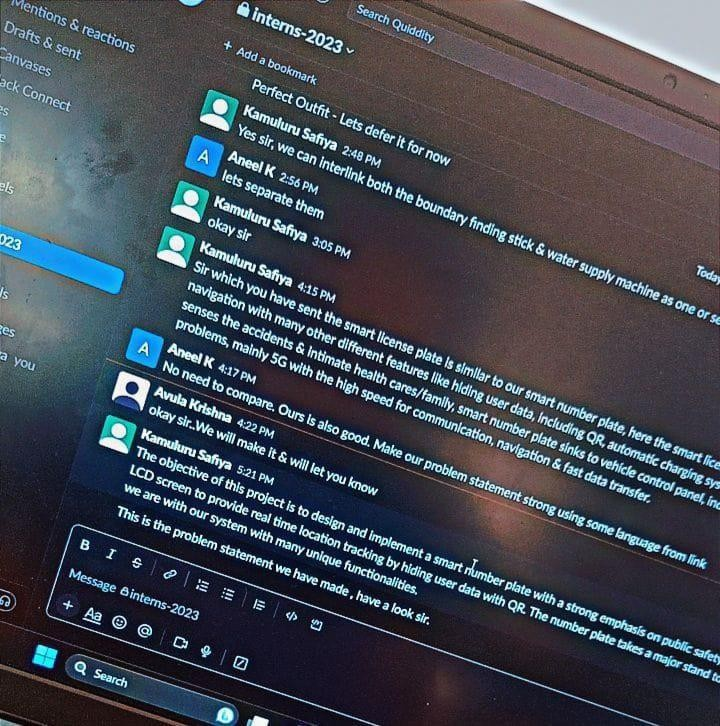 Search Quiddity
Mentions & reactions
Drafts & sent
Canvases
ack Connect
es
e
els
2023
ls
ges
a you
interns-2023
+ Add a bookmark
Perfect Outfit - Lets defer it for now
Kamuluru Safiya 2:48 PM
Yes sir, we can interlink both the boundary finding stick & water supply machine as one or se
A
Aneel K 2:56 PM
lets separate them
Kamuluru Safiya 3:05 PM
okay sir
Today
Kamuluru Safiya 4:15 PM
Sir which you have sent the smart license plate is similar to our smart number plate, here the smart lice
navigation with many other different features like hiding user data, including QR, automatic charging sys
senses the accidents & Intimate health cares/family, smart number plate sinks to vehicle control panel, inc
problems, mainly 5G with the high speed for communication, navigation & fast data transfer.
A
Aneel K 4:17 PM
No need to compare. Ours is also good. Make our problem statement strong using some language from link
Avula Krishna 4:22 PM
okay sir..We will make it & will let you know
Kamuluru Safiya 5:21 PM
The objective of this project is to design and implement a smart number plate with a strong emphasis on public safety
LCD screen to provide real time location tracking by hiding user data with QR. The number plate takes a major stand to
we are with our system with many unique functionalities.
This is the problem statement we have made , have a look sir.
B I S
Message interns-2023
+ Aa @
Search